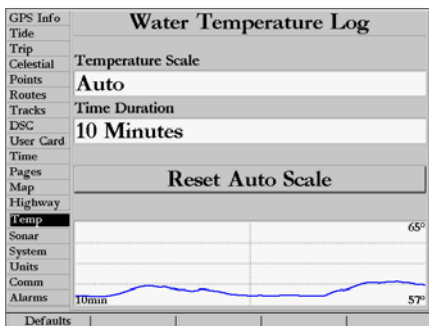 GPS Info
Tide
Trip
Celestial
Points
Routes
Tracks
DSC
User Card
Time
Pages
Map
Highway
Temp
Sonar
System
Units
Comm
Alarms
Water Temperature Log
Temperature Scale
Auto
Time Duration
10 Minutes
Reset Auto Scale
65°
10min
57°
Defaults